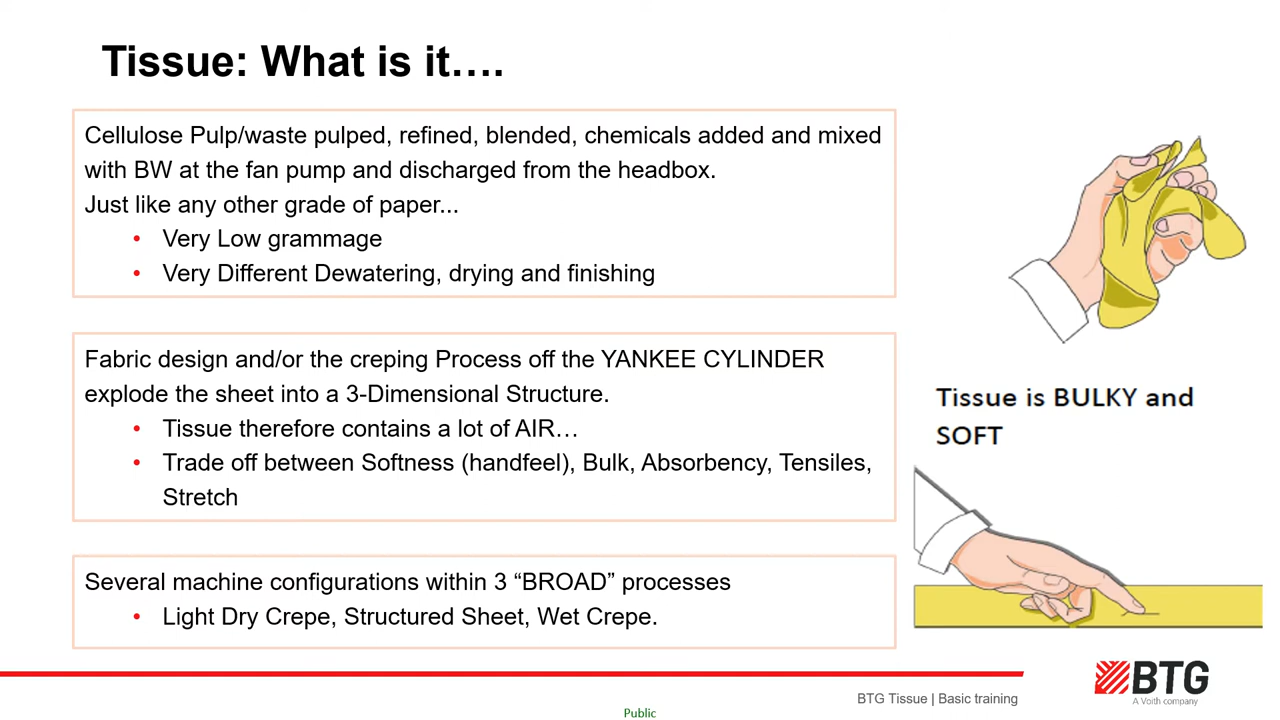 Tissue: What is it….
Cellulose Pulp/waste pulped, refined, blended, chemicals added and mixed
with BW at the fan pump and discharged from the headbox.
Just like any other grade of paper...
• Very Low grammage
• Very Different Dewatering, drying and finishing
Fabric design and/or the creping Process off the YANKEE CYLINDER
explode the sheet into a 3-Dimensional Structure.
• Tissue therefore contains a lot of AIR…
• Trade off between Softness (handfeel), Bulk, Absorbency, Tensiles,
Stretch
Several machine configurations within 3 “BROAD” processes
• Light Dry Crepe, Structured Sheet, Wet Crepe.
Tissue is BULKY and
SOFT
BTG Tissue | Basic training
BTG
A Voith company
Public